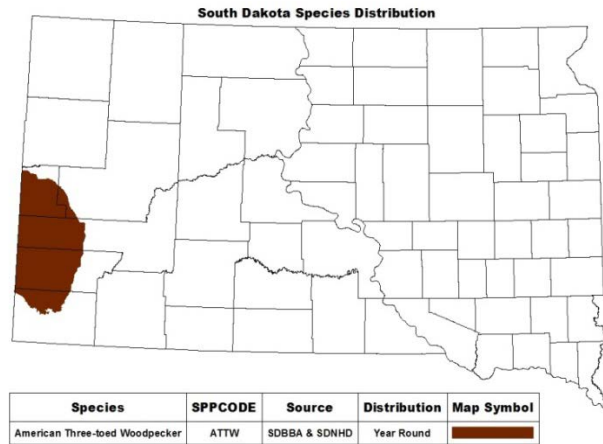 South Dakota Species Distribution
Species SPPCODE Source Distribution Map Symbol
American Three-toed Woodpecker ATTW SDBBA & SDNHD Year Round